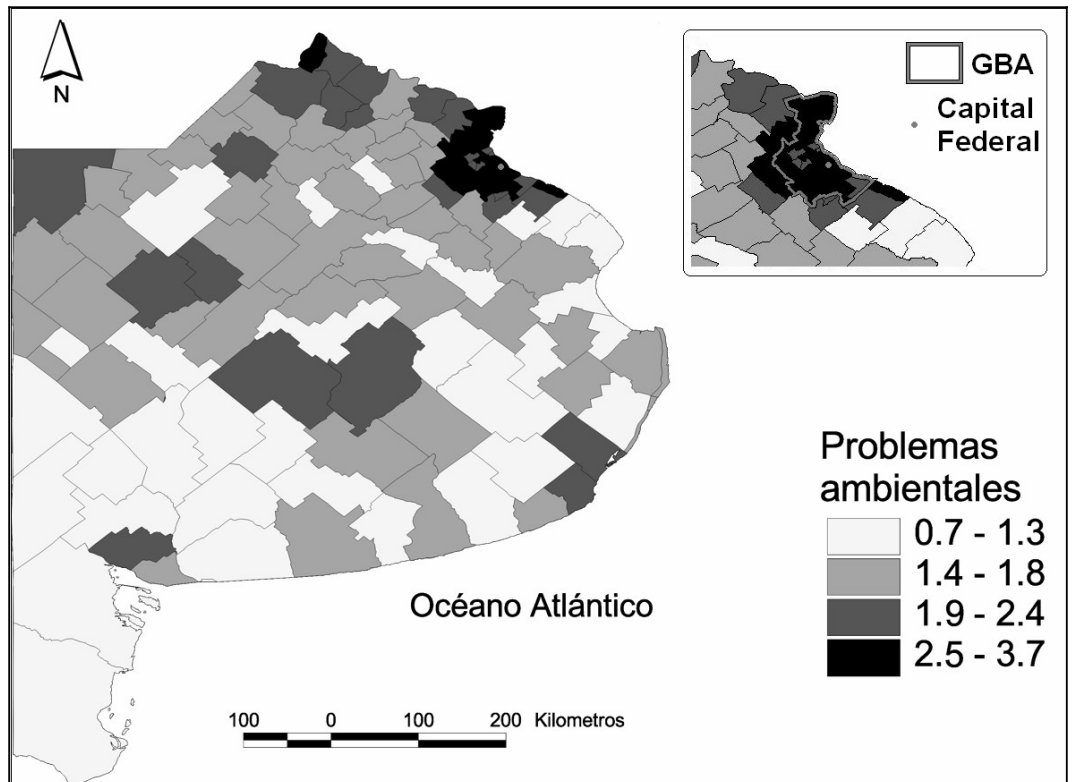 N
GBA
Capital
Federal
Problemas
ambientales
0.7 - 1.3
1.4 - 1.8
1.9 - 2.4
2.5 - 3.7
Océano Atlántico
100 0 100 200 Kilometros